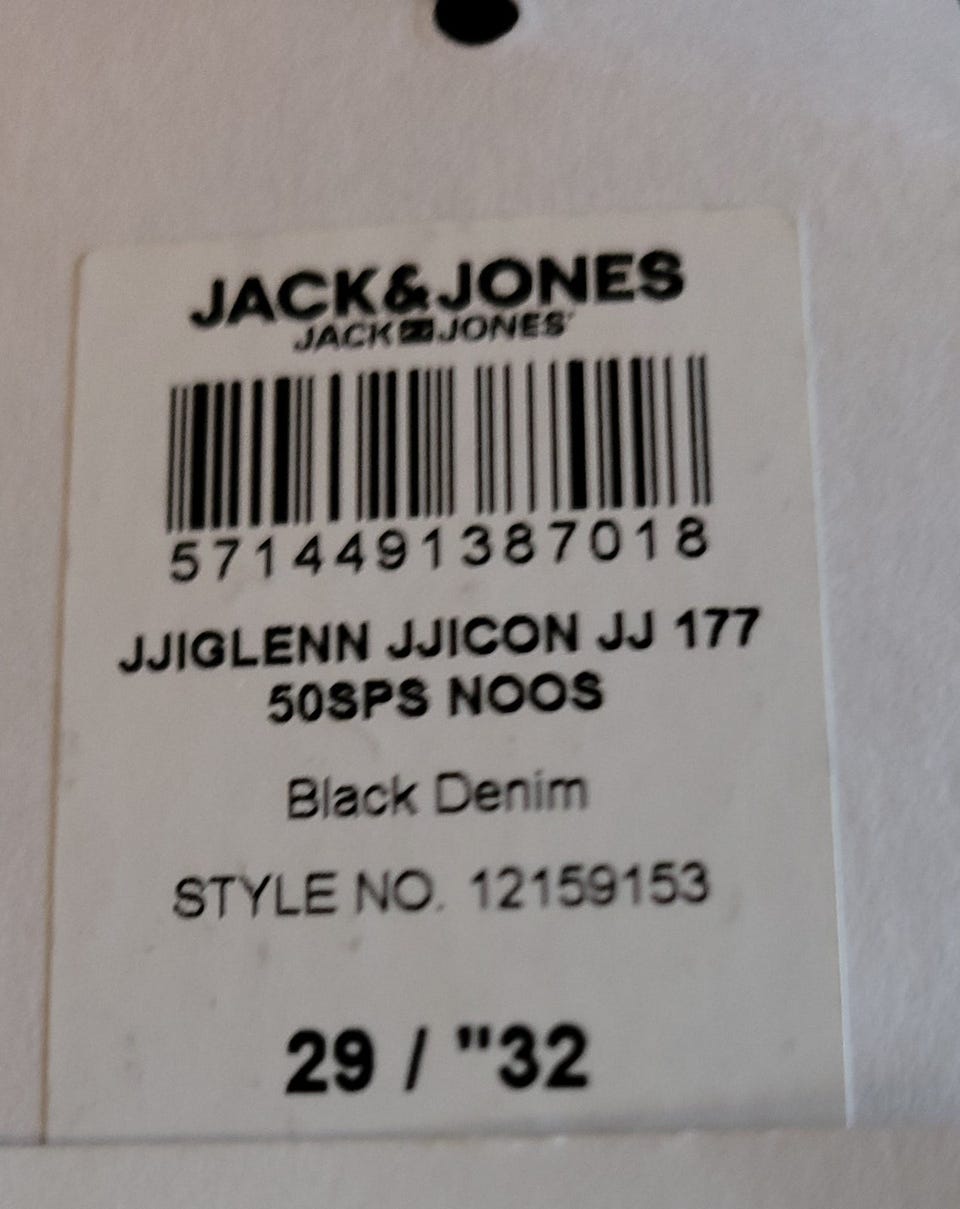 JACK&JONES
JACK JONES
5714491387018
JJIGLENN JJICON JJ 177
50SPS NOOS
Black Denim
STYLE NO. 12159153
29 / "32